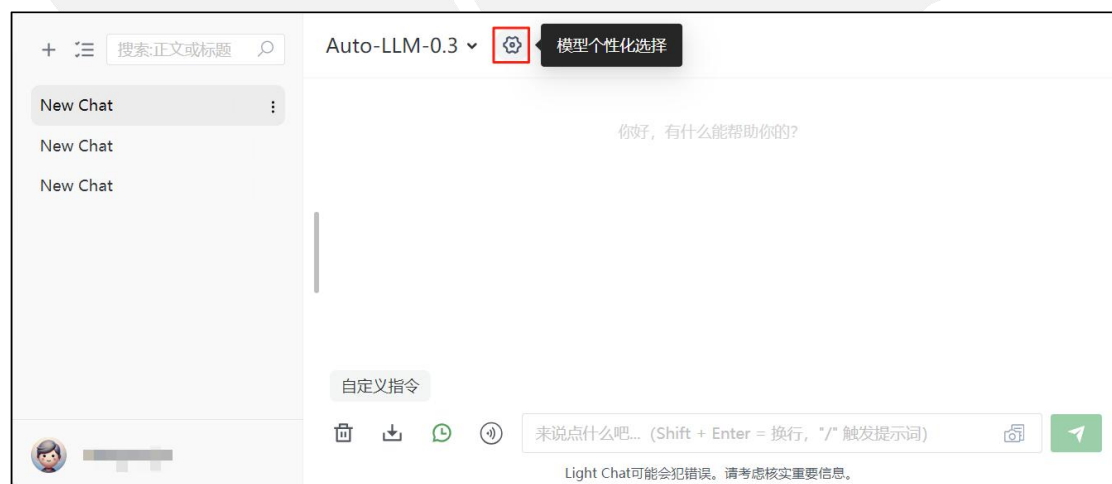 搜索:正文或标题
New Chat
New Chat
New Chat
Auto-LLM-0.3
模型个性化选择
你好，有什么能帮助你的?
自定义指令
来说点什么吧... (Shift + Enter = 换行，"/" 触发提示词)
Light Chat可能会犯错误。请考虑核实重要信息。